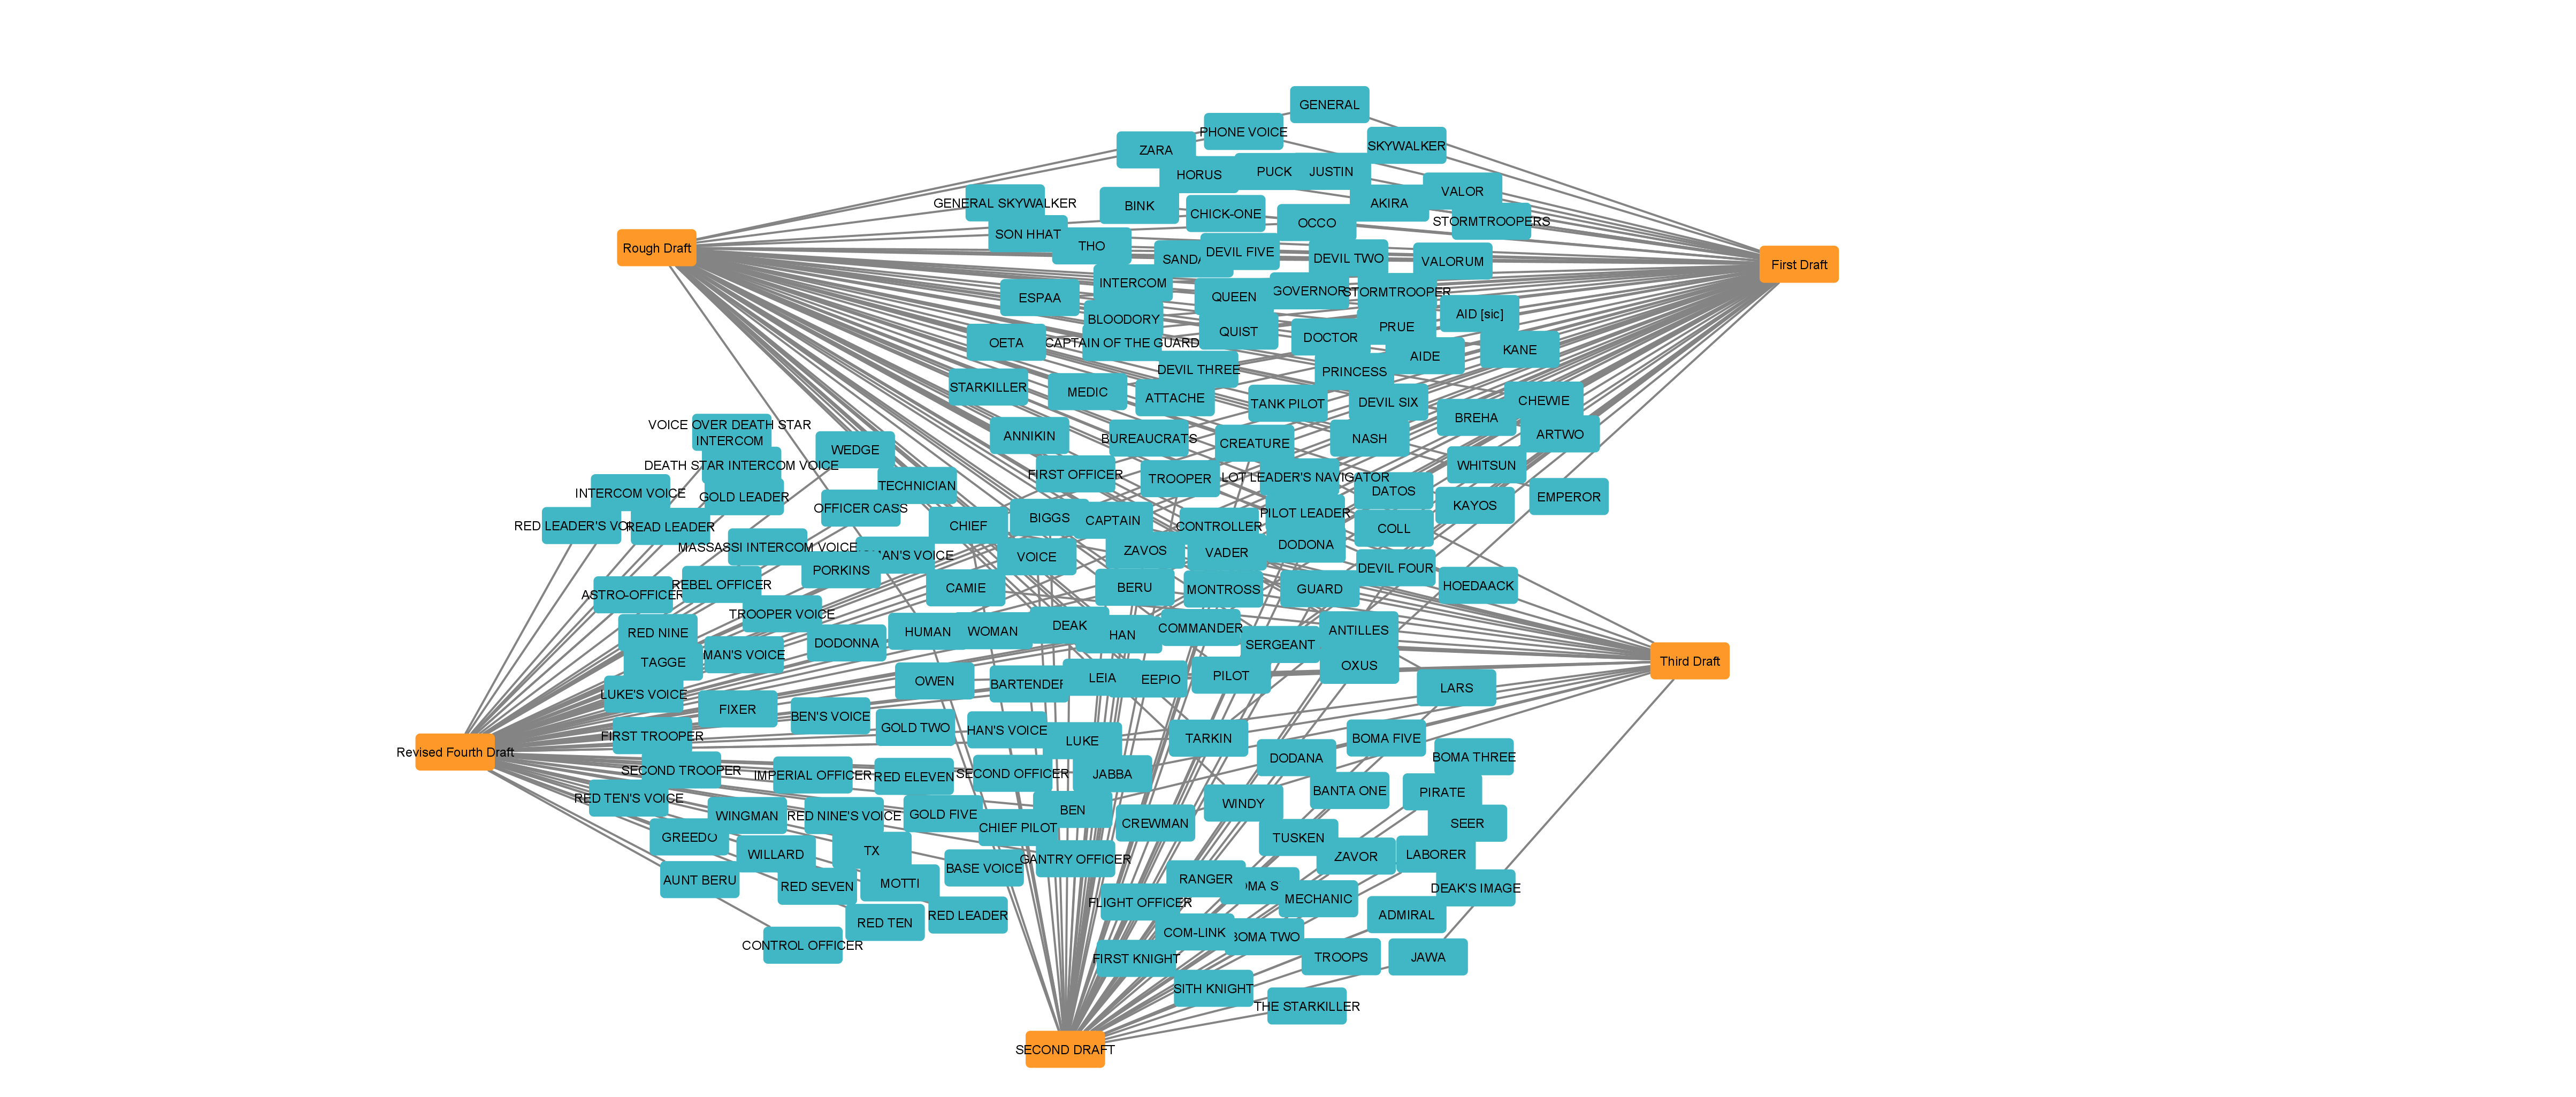 GENERAL
PHONE VOICE
SKYWALKER
ZARA
HORUS
PUCK
JUSTIN
VALOR
GENERAL SKYWALKER
BINK
CHICK-ONE
AKIRA
OCCO
STORMTROOPERS
SON HHAT
THO
Rough Draft
DEVIL FIVE
DEVIL TWO
VALORUM
First Draft
INTERCOM
ESPAA
QUEEN
GOVERNOR
STORMTROOPER
BLOODORY
AID [sic]
QUIST
PRUE
DOCTOR
OETA
CAPTAIN OF THE GUARD
AIDE
KANE
DEVIL THREE
PRINCESS
STARKILLER
MEDIC
ATTACHE
TANK PILOT
DEVIL SIX
CHEWIE
BREHA
VOICE OVER DEATH STAR
INTERCOM
WEDGE
ANNIKIN
BUREAUCRATS
CREATURE
NASH
ARTWO
DEATH STAR INTERCOM VOICE
FIRST OFFICER
TROOPER
LOT LEADER'S NAVIGATOR
WHITSUN
TECHNICIAN
INTERCOM VOICE
GOLD LEADER
DATOS
EMPEROR
OFFICER CASS
KAYOS
PILOT LEADER
RED LEADER'S
READ LEADER
CHIEF
BIGGS
CAPTAIN
CONTROLLER
COLL
MASSASSI INTERCOM VOICE
MAN'S VOICE
VOICE
ZAVOS
VADER
DODONA
PORKINS
DEVIL FOUR
REBEL OFFICER
ASTRO-OFFICER
CAMIE
BERU
MONTROSS
GUARD
HOEDAACK
TROOPER VOICE
RED NINE
DODONNA
HUMAN
WOMAN
DEAK
HAN
COMMANDER
SERGEANT
ANTILLES
TAGGE
MAN'S VOICE
OXUS
Third Draft
OWEN
BARTENDER
LEIA
EEPIO
PILOT
LARS
LUKE'S VOICE
FIXER
BEN'S VOICE
GOLD TWO
HAN'S VOICE
LUKE
TARKIN
BOMA FIVE
FIRST TROOPER
Revised Fourth Draft
DODANA
BOMA THREE
SECOND TROOPER
IMPERIAL OFFICER
RED ELEVEN
SECOND OFFICER
JABBA
RED TEN'S VOICE
WINGMAN
RED NINE'S VOICE
GOLD FIVE
BEN
WINDY
BANTA ONE
PIRATE
CHIEF PILOT
CREWMAN
SEER
GREEDO
TUSKEN
WILLARD
TX
BASE VOICE
GANTRY OFFICER
ZAVOR
LABORER
AUNT BERU
RED SEVEN
MOTTI
RANGER
MECHANIC
DEAK'S IMAGE
FLIGHT OFFICER
RED TEN
RED LEADER
ADMIRAL
COM-LINK
BOMA TWO
CONTROL OFFICER
FIRST KNIGHT
TROOPS
JAWA
SITH KNIGHT
THE STARKILLER
SECOND DRAFT